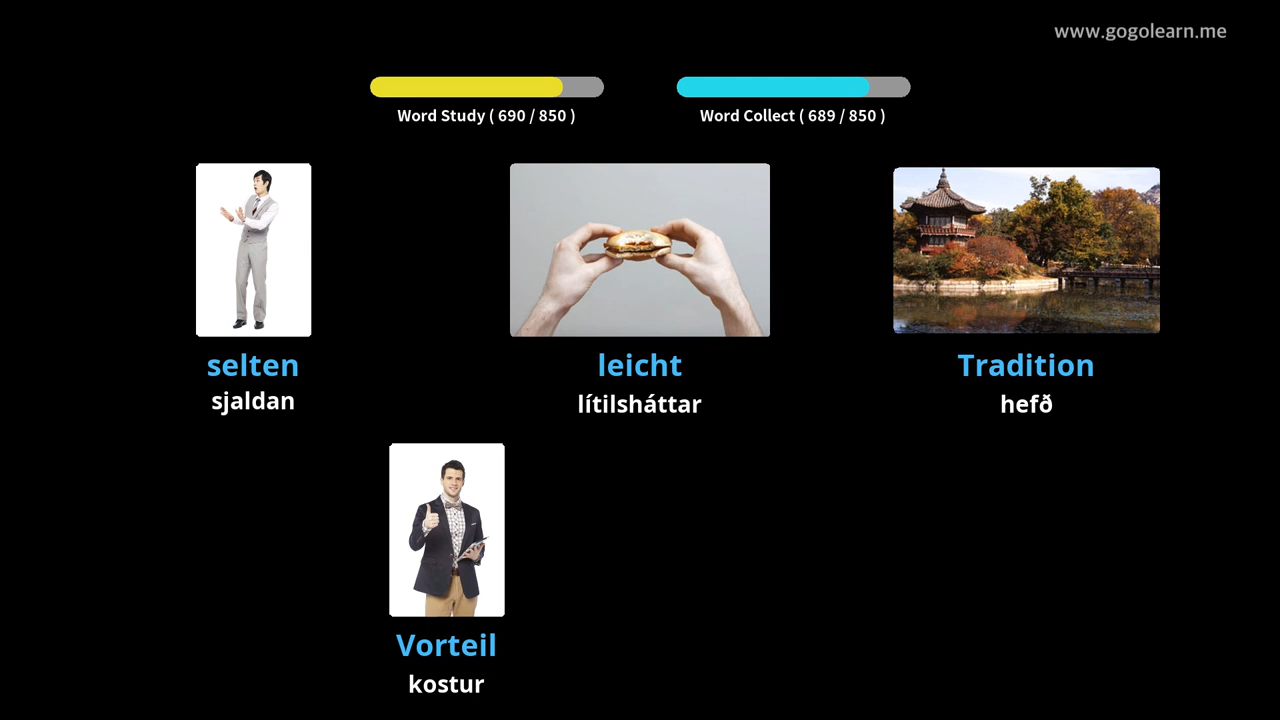 www.gogolearn.me
Word Study ( 690 / 850 )
Word Collect ( 689 / 850 )
selten
sjaldan
leicht
lítilsháttar
Tradition
hefð
Vorteil
kostur